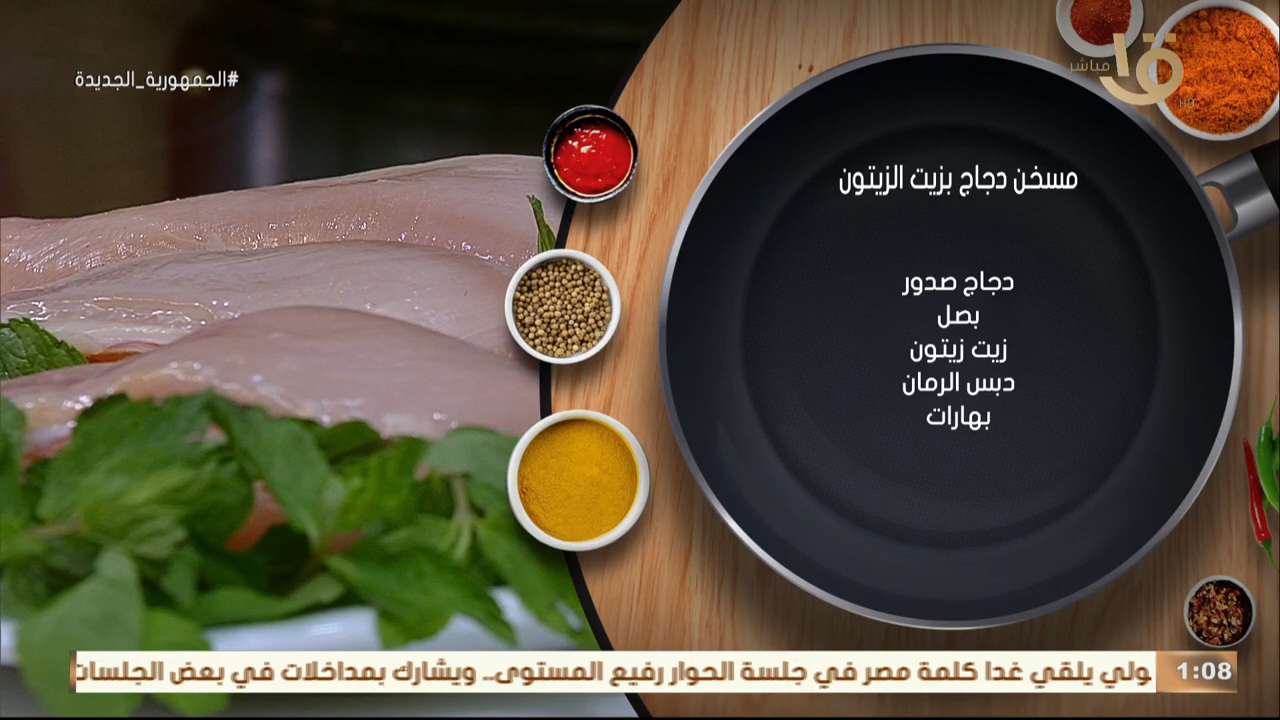 #الجمهورية_الجديدة
مباشر
HD
مسخن دجاج بزيت الزيتون
دجاج صدور
بصل
زيت زيتون
دبس الرمان
بهارات
ولي يلقي غدا كلمة مصر في جلسة الحوار رفيع المستوى.. ويشارك بمداخلات في بعض الجلسات
1:08